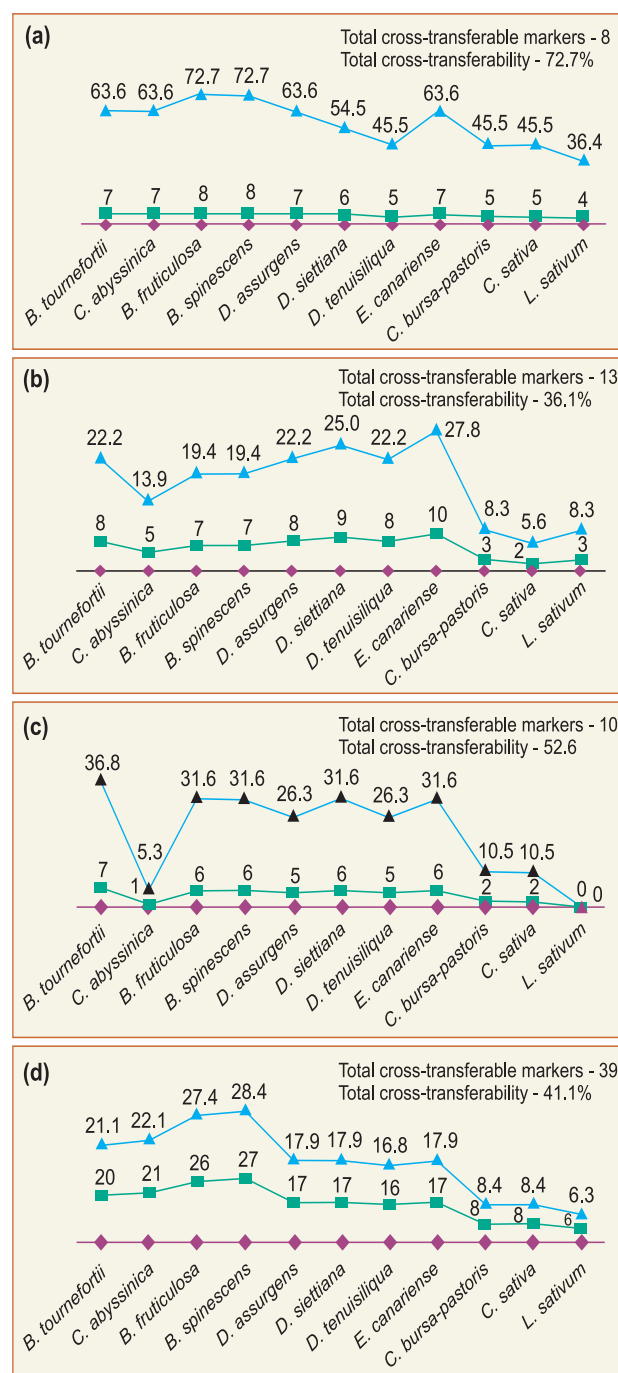 (a)
Total cross-transferable markers - 8
Total cross-transferability - 72.7%
63.6 63.6 72.7 72.7 63.6 54.5 45.5 63.6 45.5 45.5 36.4
7 7 8 8 7 6 5 7 5 5 4
B. tournefortii
C. abyssinica
B. fruticulosa
B. spinescens
D. assurgens
D. siettiana
D. tenuisiliqua
E. canariense
C. bursa-pastoris
C. sativa
L. sativum
(b)
Total cross-transferable markers - 13
Total cross-transferability - 36.1%
22.2 13.9 19.4 19.4 22.2 25.0 22.2 27.8 8.3 5.6 8.3
8 5 7 7 8 9 8 10 3 2 3
B. tournefortii
C. abyssinica
B. fruticulosa
B. spinescens
D. assurgens
D. siettiana
D. tenuisiliqua
E. canariense
C. bursa-pastoris
C. sativa
L. sativum
(c)
Total cross-transferable markers - 10
Total cross-transferability - 52.6
36.8 5.3 31.6 31.6 26.3 31.6 26.3 31.6 10.5 10.5 0
7 1 6 6 5 6 5 6 2 2 0
B. tournefortii
C. abyssinica
B. fruticulosa
B. spinescens
D. assurgens
D. siettiana
D. tenuisiliqua
E. canariense
C. bursa-pastoris
C. sativa
L. sativum
(d)
Total cross-transferable markers - 39
Total cross-transferability - 41.1%
21.1 22.1 27.4 28.4 17.9 17.9 16.8 17.9 8.4 8.4 6.3
20 21 26 27 17 17 16 17 8 8 6
B. tournefortii
C. abyssinica
B. fruticulosa
B. spinescens
D. assurgens
D. siettiana
D. tenuisiliqua
E. canariense
C. bursa-pastoris
C. sativa
L. sativum